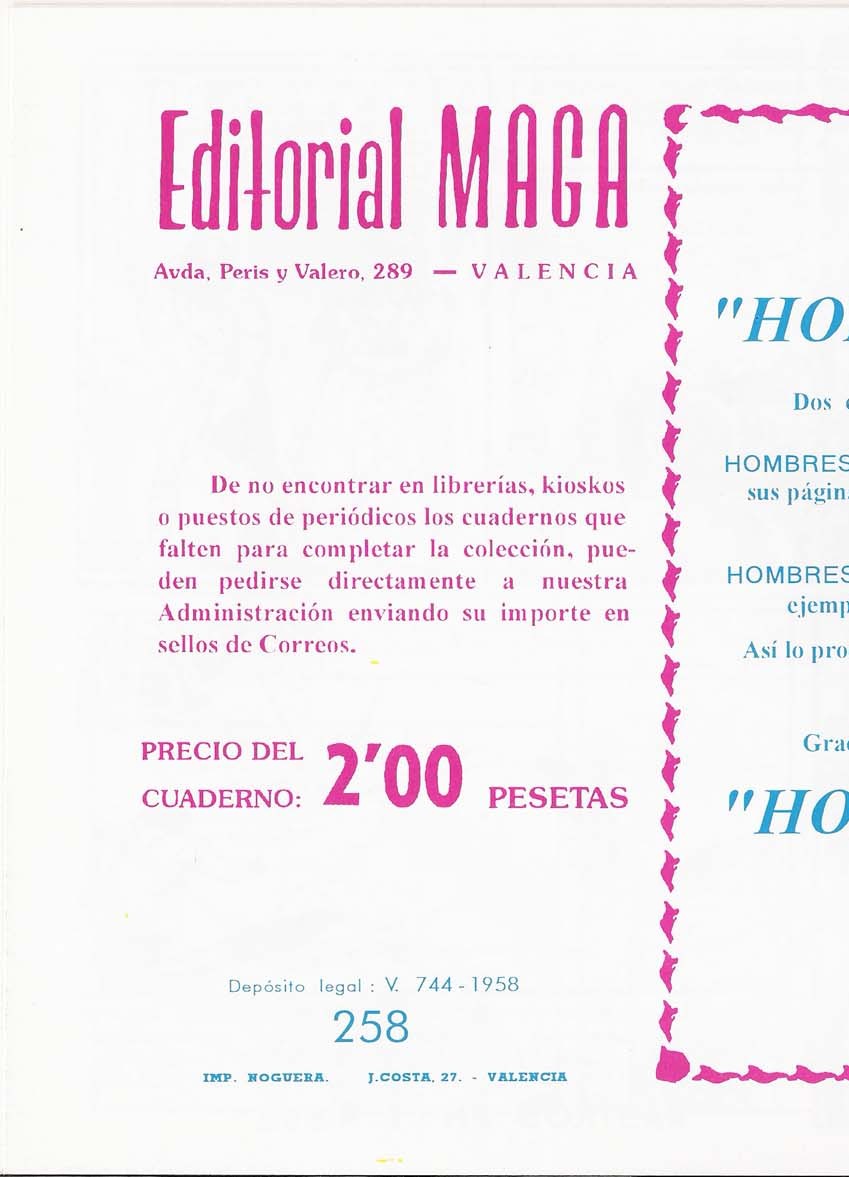 Editorial MAGA
Avda. Peris y Valero, 289 — VALENCIA
De no encontrar en librerías, kioskos
o puestos de periódicos los cuadernos que
falten para completar la colección, pue-
den pedirse directamente a nuestra
Administración enviando su importe en
sellos de Correos.
PRECIO DEL
CUADERNO: 2'00 PESETAS
Depósito legal : V. 744 - 1958
258
IMP. NOGUERA. J.COSTA, 27. - VALENCIA
"HO
Dos
HOMBRES
sus págin
HOMBRES
ejemp
Así lo pro
Gra
"HO